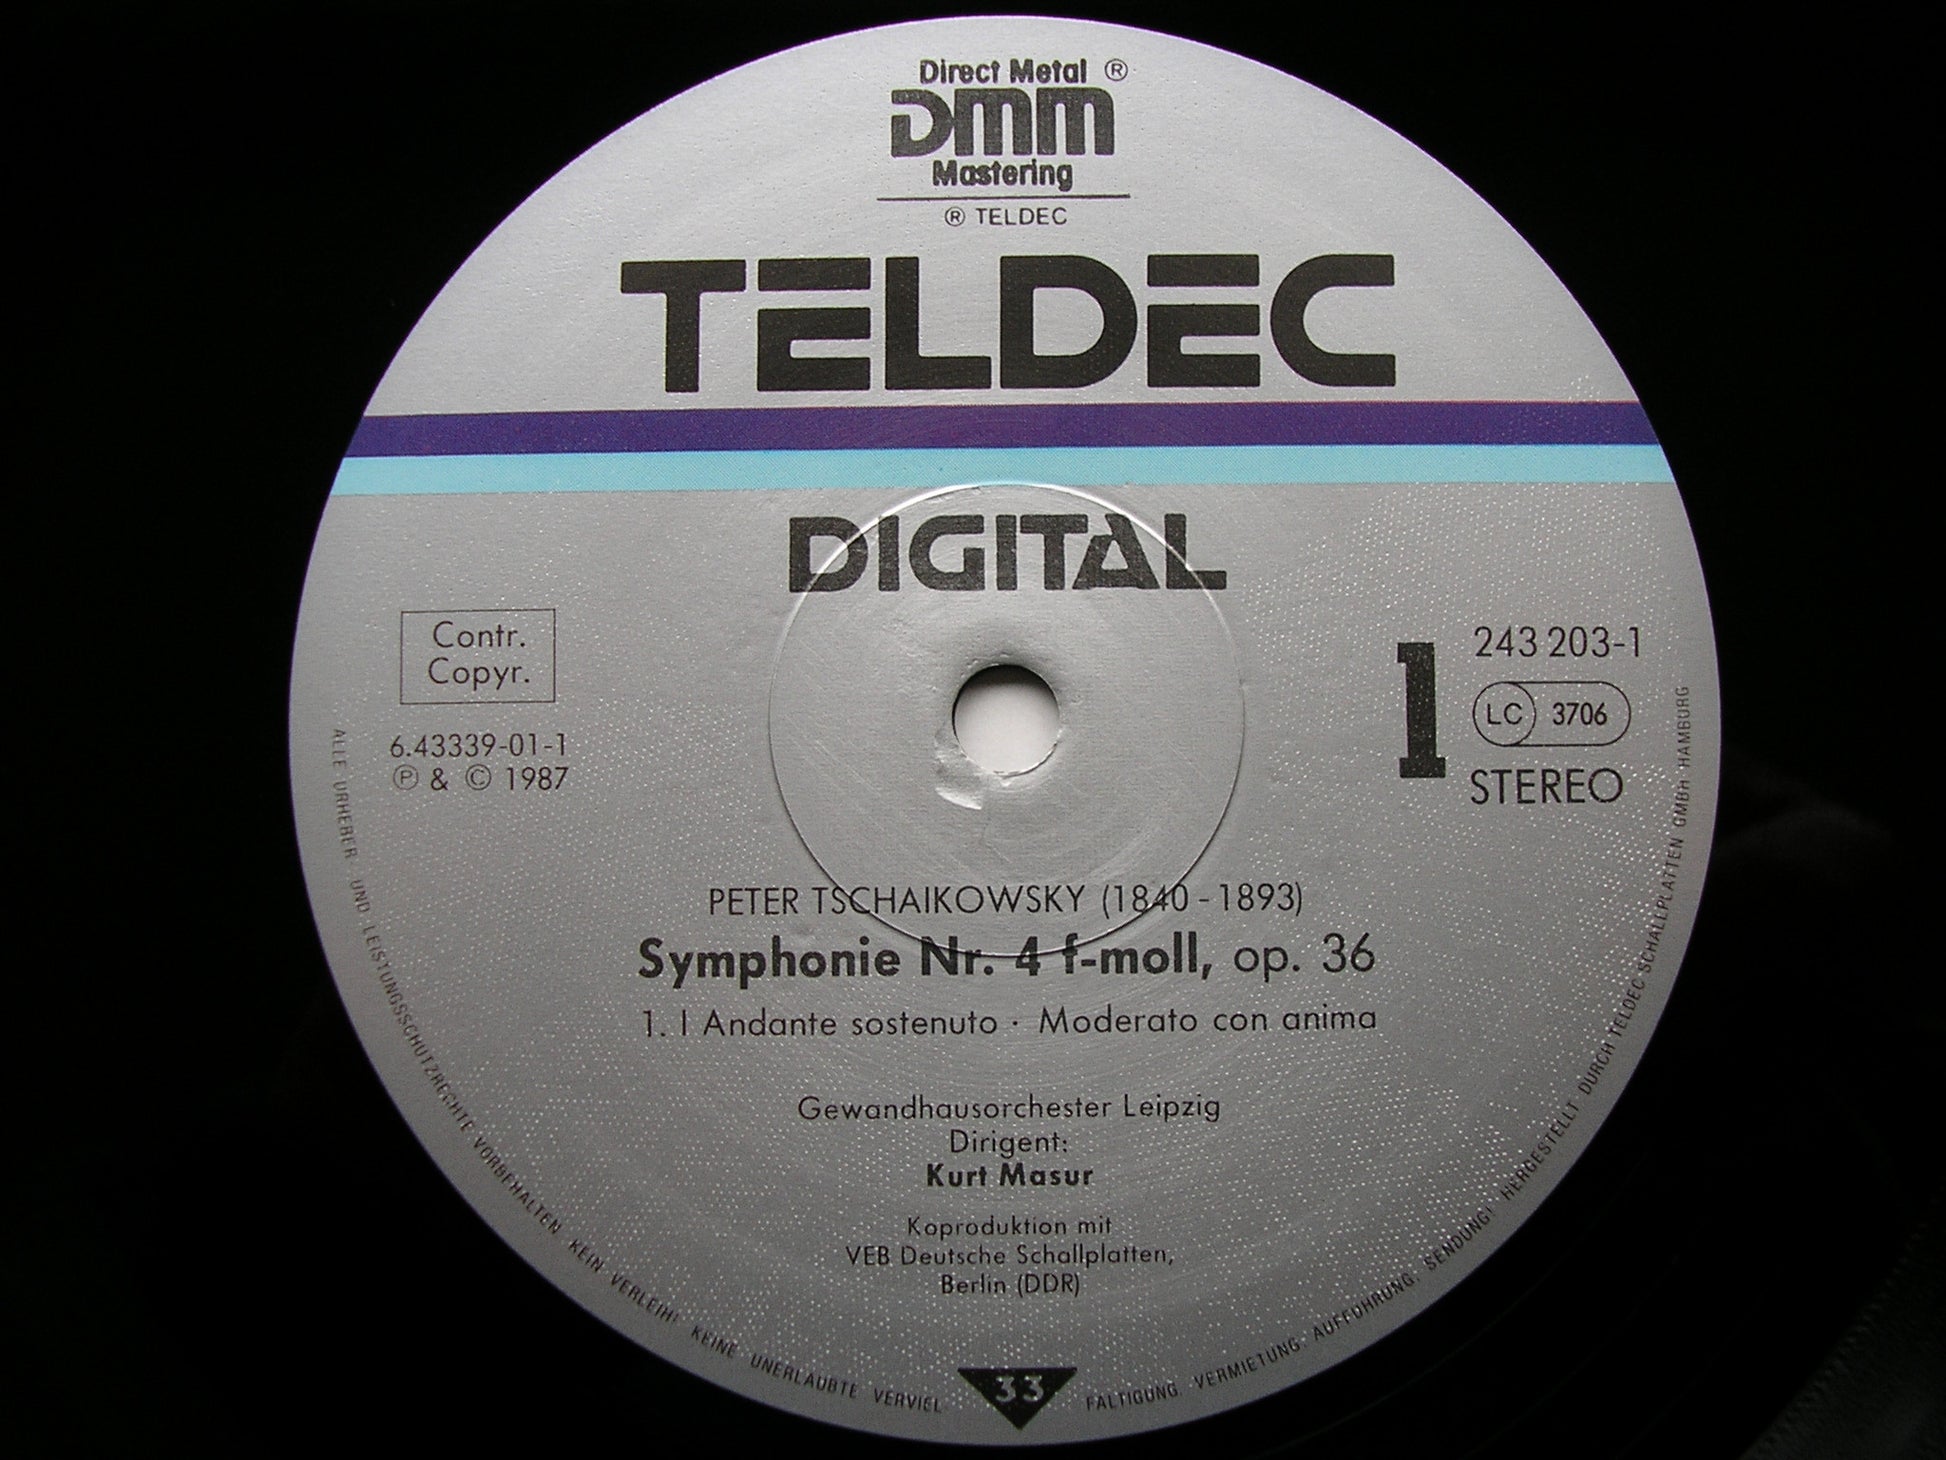 Direct Metal ®
DMM
Mastering
® TELDEC
TELDEC
DIGITAL
Contr.
Copyr.
6.43339-01-1
℗ & © 1987
1
243 203-1
LC 3706
STEREO
PETER TSCHAIKOWSKY (1840 - 1893)
Symphonie Nr. 4 f-moll, op. 36
1. I Andante sostenuto · Moderato con anima
Gewandhausorchester Leipzig
Dirigent:
Kurt Masur
Koproduktion mit
VEB Deutsche Schallplatten,
Berlin (DDR)
33
ALLE URHEBER UND LEISTUNGSSCHUTZRECHTE VORBEHALTEN KEIN VERLEIH! KEINE UNERLAUBTE VERVIEL FÄLTIGUNG, VERMIETUNG, AUFFÜHRUNG, SENDUNG! HERGESTELLT DURCH TELDEC SCHALLPLATTEN GMBH HAMBURG